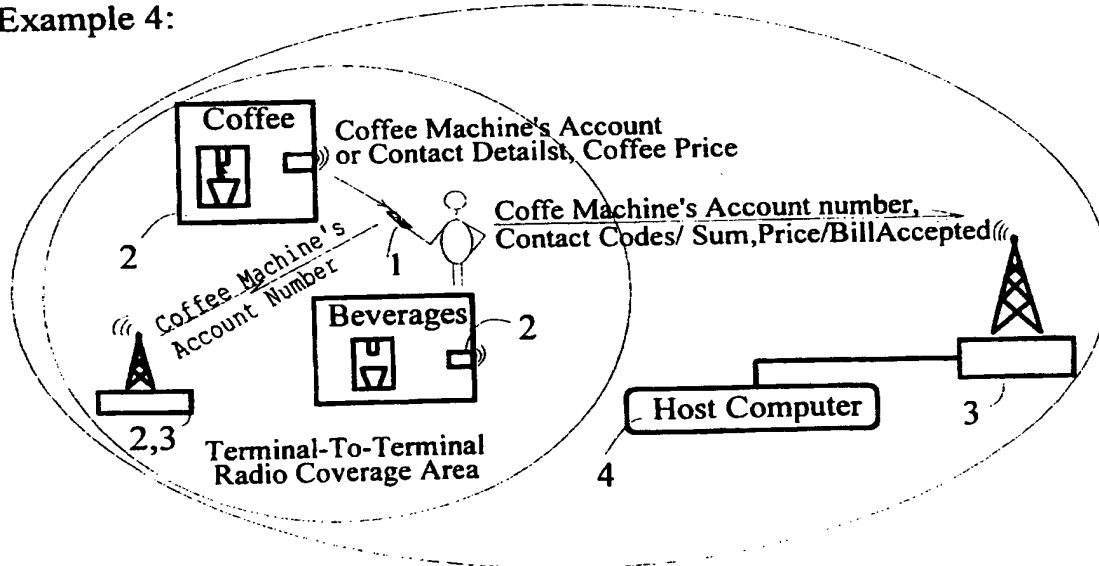 Example 4:
Coffee
Coffee Machine's Account
or Contact Detailst, Coffee Price
2
1
Coffee Machine's
Account Number
Coffe Machine's Account number,
Contact Codes/ Sum,Price/BillAccepted
Beverages
2
2,3
Terminal-To-Terminal
Radio Coverage Area
Host Computer
4
3